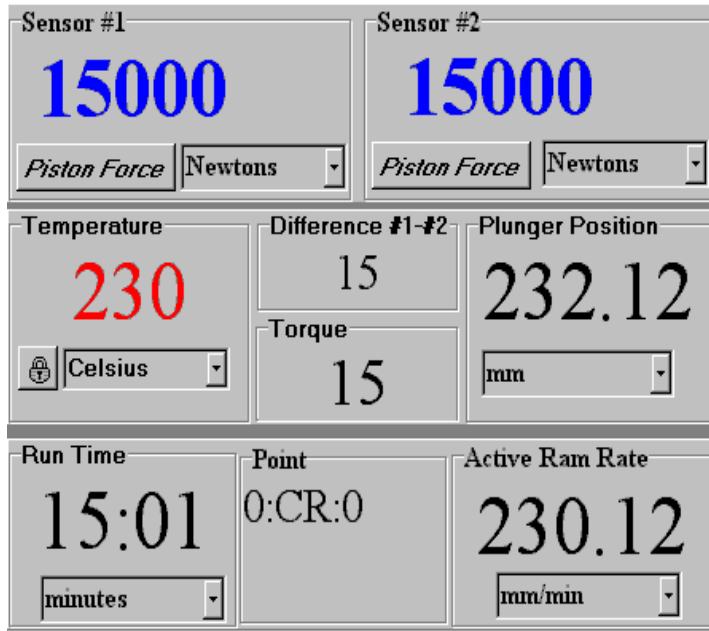 Sensor #1
15000
Piston Force Newtons
Sensor #2
15000
Piston Force Newtons
Temperature
230
Celsius
Difference #1-#2
15
Torque
15
Plunger Position
232.12
mm
Run Time
15:01
minutes
Point
0:CR:0
Active Ram Rate
230.12
mm/min